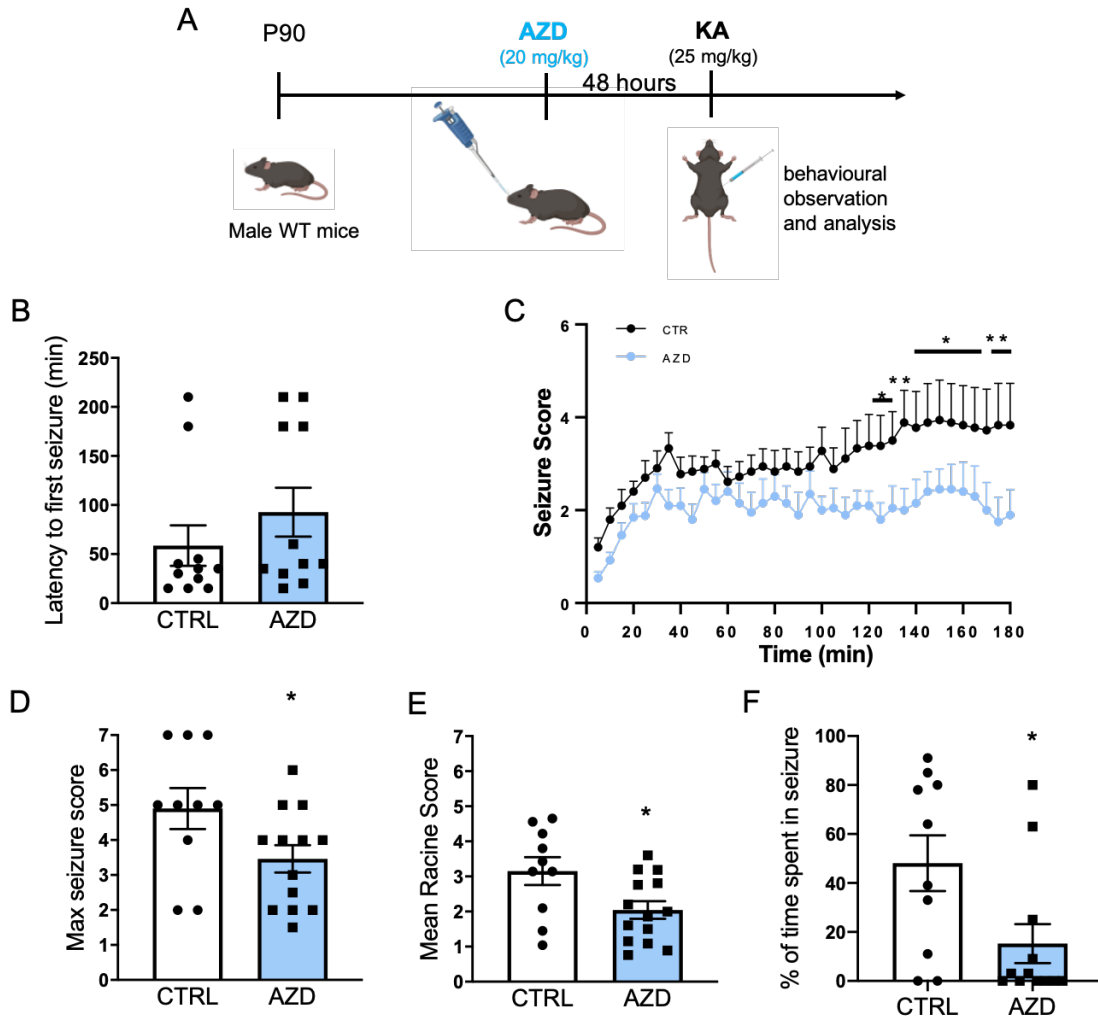 A
P90
AZD
(20 mg/kg)
KA
(25 mg/kg)
48 hours
Male WT mice
behavioural
observation
and analysis
B
Latency to first seizure (min)
250
200
150
100
50
0
CTRL
AZD
C
CTR
AZD
Seizure Score
6
4
2
0
*
* *
*
* *
0
20
40
60
80
100
120
140
160
180
Time (min)
D
Max seizure score
7
6
5
4
3
2
1
0
*
CTRL
AZD
E
Mean Racine Score
7
6
5
4
3
2
1
0
*
CTRL
AZD
F
% of time spent in seizure
100
80
60
40
20
0
*
CTRL
AZD